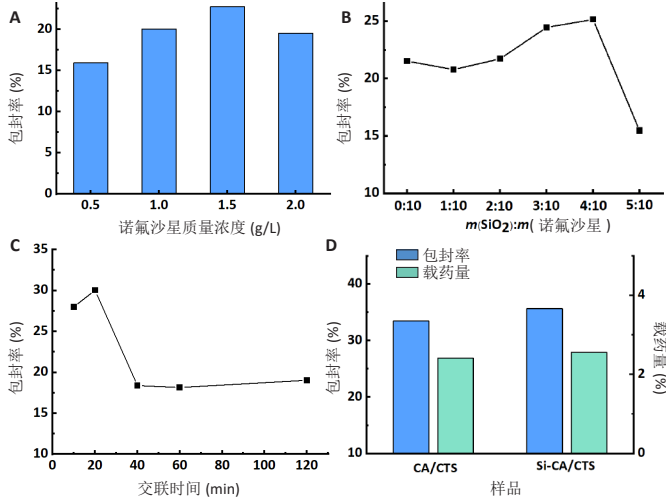 A
包封率 (%)
20
15
10
5
0
0.5
1.0
1.5
2.0
诺氟沙星质量浓度 (g/L)
B
包封率 (%)
25
20
15
10
0:10
1:10
2:10
3:10
4:10
5:10
m(SiO2):m( 诺氟沙星 )
C
包封率 (%)
35
30
25
20
15
10
0
20
40
60
80
100
120
交联时间 (min)
D
包封率
载药量
包封率 (%)
40
30
20
10
4
2
0
载药量 (%)
CA/CTS
Si-CA/CTS
样品